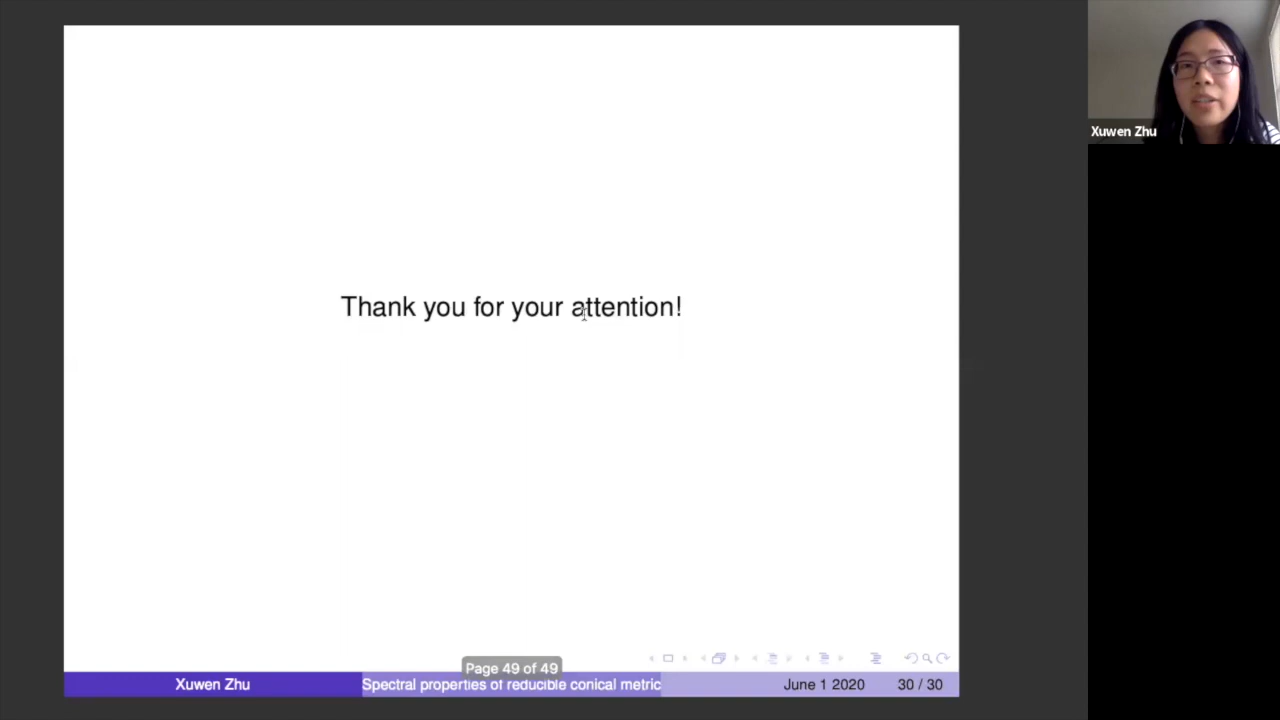 Xuwen Zhu
Thank you for your attention!
Page 49 of 49
Xuwen Zhu
Spectral properties of reducible conical metric
June 1 2020
30 / 30